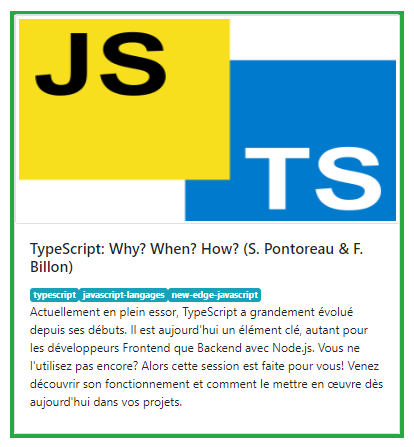 JS
TS
TypeScript: Why? When? How? (S. Pontoreau & F.
Billon)
typescript javascript-langages new-edge-javascript
Actuellement en plein essor, TypeScript a grandement évolué
depuis ses débuts. Il est aujourd'hui un élément clé, autant pour
les développeurs Frontend que Backend avec Node.js. Vous ne
l'utilisez pas encore? Alors cette session est faite pour vous! Venez
découvrir son fonctionnement et comment le mettre en œuvre dès
aujourd'hui dans vos projets.